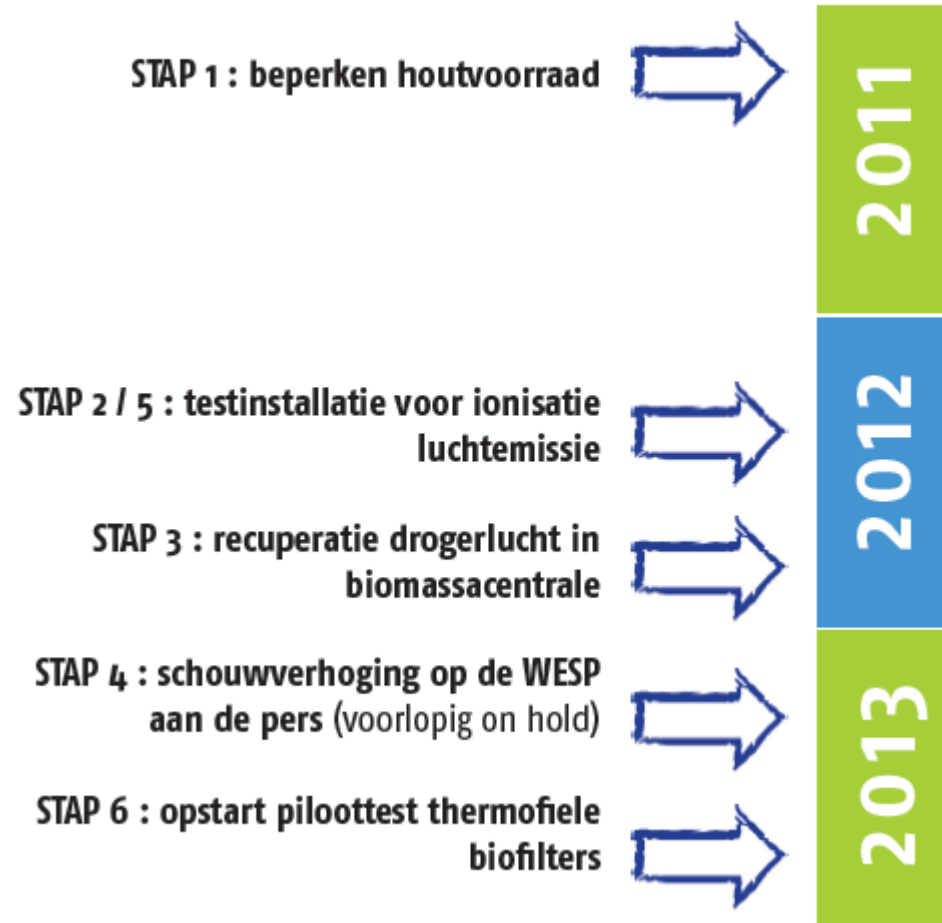 STAP 1 : beperken houtvoorraad
2011
STAP 2 / 5 : testinstallatie voor ionisatie
luchtemissie
2012
STAP 3 : recuperatie drogerlucht in
biomassacentrale
STAP 4 : schouwverhoging op de WESP
aan de pers (voorlopig on hold)
2013
STAP 6 : opstart piloottest thermofiele
biofilters